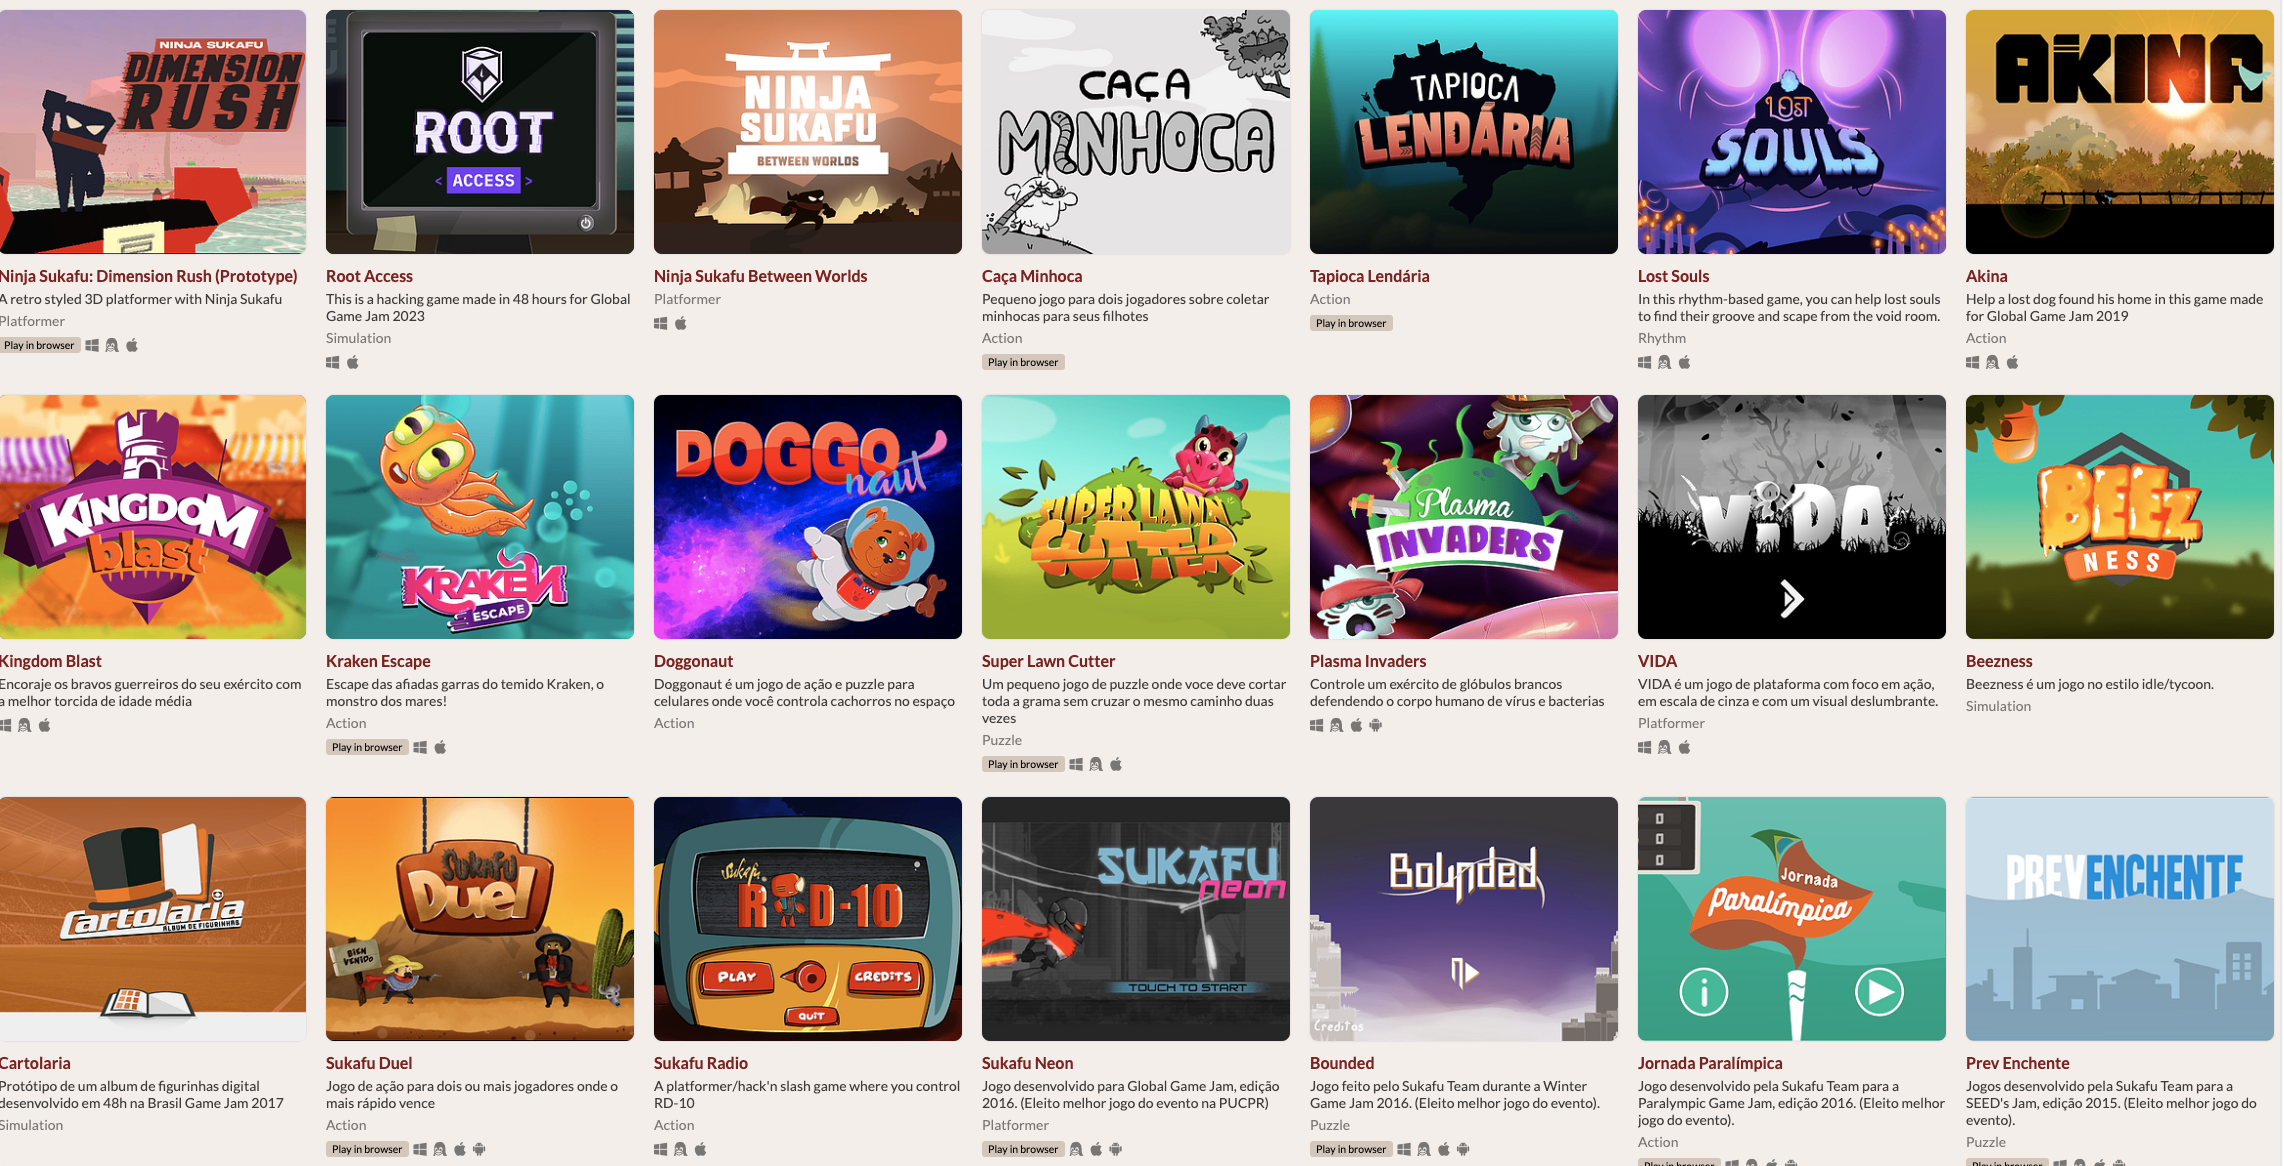 NINJA SUKAFU
DIMENSION
RUSH
Ninja Sukafu: Dimension Rush (Prototype)
A retro styled 3D platformer with Ninja Sukafu
Platformer
Play in browser
ROOT
< ACCESS >
Root Access
This is a hacking game made in 48 hours for Global
Game Jam 2023
Simulation
NINJA
SUKAFU
BETWEEN WORLDS
Ninja Sukafu Between Worlds
Platformer
CAÇA
MINHOCA
Caça Minhoca
Pequeno jogo para dois jogadores sobre coletar
minhocas para seus filhotes
Action
Play in browser
TAPIOCA
LENDÁRIA
Tapioca Lendária
Action
Play in browser
LOST
SOULS
Lost Souls
In this rhythm-based game, you can help lost souls
to find their groove and scape from the void room.
Rhythm
AKINA
Akina
Help a lost dog found his home in this game made
for Global Game Jam 2019
Action
KINGDOM
blast
Kingdom Blast
Encoraje os bravos guerreiros do seu exército com
a melhor torcida de idade média
KRAKEN
ESCAPE
Kraken Escape
Escape das afiadas garras do temido Kraken, o
monstro dos mares!
Action
Play in browser
DOGGO
naut
Doggonaut
Doggonaut é um jogo de ação e puzzle para
celulares onde você controla cachorros no espaço
Action
SUPER LAWN
CUTTER
Super Lawn Cutter
Um pequeno jogo de puzzle onde voce deve cortar
toda a grama sem cruzar o mesmo caminho duas
vezes
Puzzle
Play in browser
Plasma
INVADERS
Plasma Invaders
Controle um exército de glóbulos brancos
defendendo o corpo humano de vírus e bacterias
ViDA
VIDA
VIDA é um jogo de plataforma com foco em ação,
em escala de cinza e com um visual deslumbrante.
Platformer
BEEz
NESS
Beezness
Beezness é um jogo no estilo idle/tycoon.
Simulation
Cartolaria
ÁLBUM DE FIGURINHAS
Cartolaria
Protótipo de um album de figurinhas digital
desenvolvido em 48h na Brasil Game Jam 2017
Simulation
SUKAFU
Duel
BIEN
VENIDO
Sukafu Duel
Jogo de ação para dois ou mais jogadores onde o
mais rápido vence
Action
Play in browser
Sukafu
RD-10
PLAY
CREDITS
QUIT
Sukafu Radio
A platformer/hack'n slash game where you control
RD-10
Action
SUKAFU
neon
TOUCH TO START
Sukafu Neon
Jogo desenvolvido para Global Game Jam, edição
2016. (Eleito melhor jogo do evento na PUCPR)
Platformer
Play in browser
Bounded
Creditos
Bounded
Jogo feito pelo Sukafu Team durante a Winter
Game Jam 2016. (Eleito melhor jogo do evento).
Puzzle
Play in browser
0
0
0
Jornada
Paralímpica
i
Jornada Paralímpica
Jogo desenvolvido pela Sukafu Team para a
Paralympic Game Jam, edição 2016. (Eleito melhor
jogo do evento).
Action
Play in browser
PREVENCHENTE
Prev Enchente
Jogos desenvolvido pela Sukafu Team para a
SEED's Jam, edição 2015. (Eleito melhor jogo do
evento).
Puzzle
Play in browser